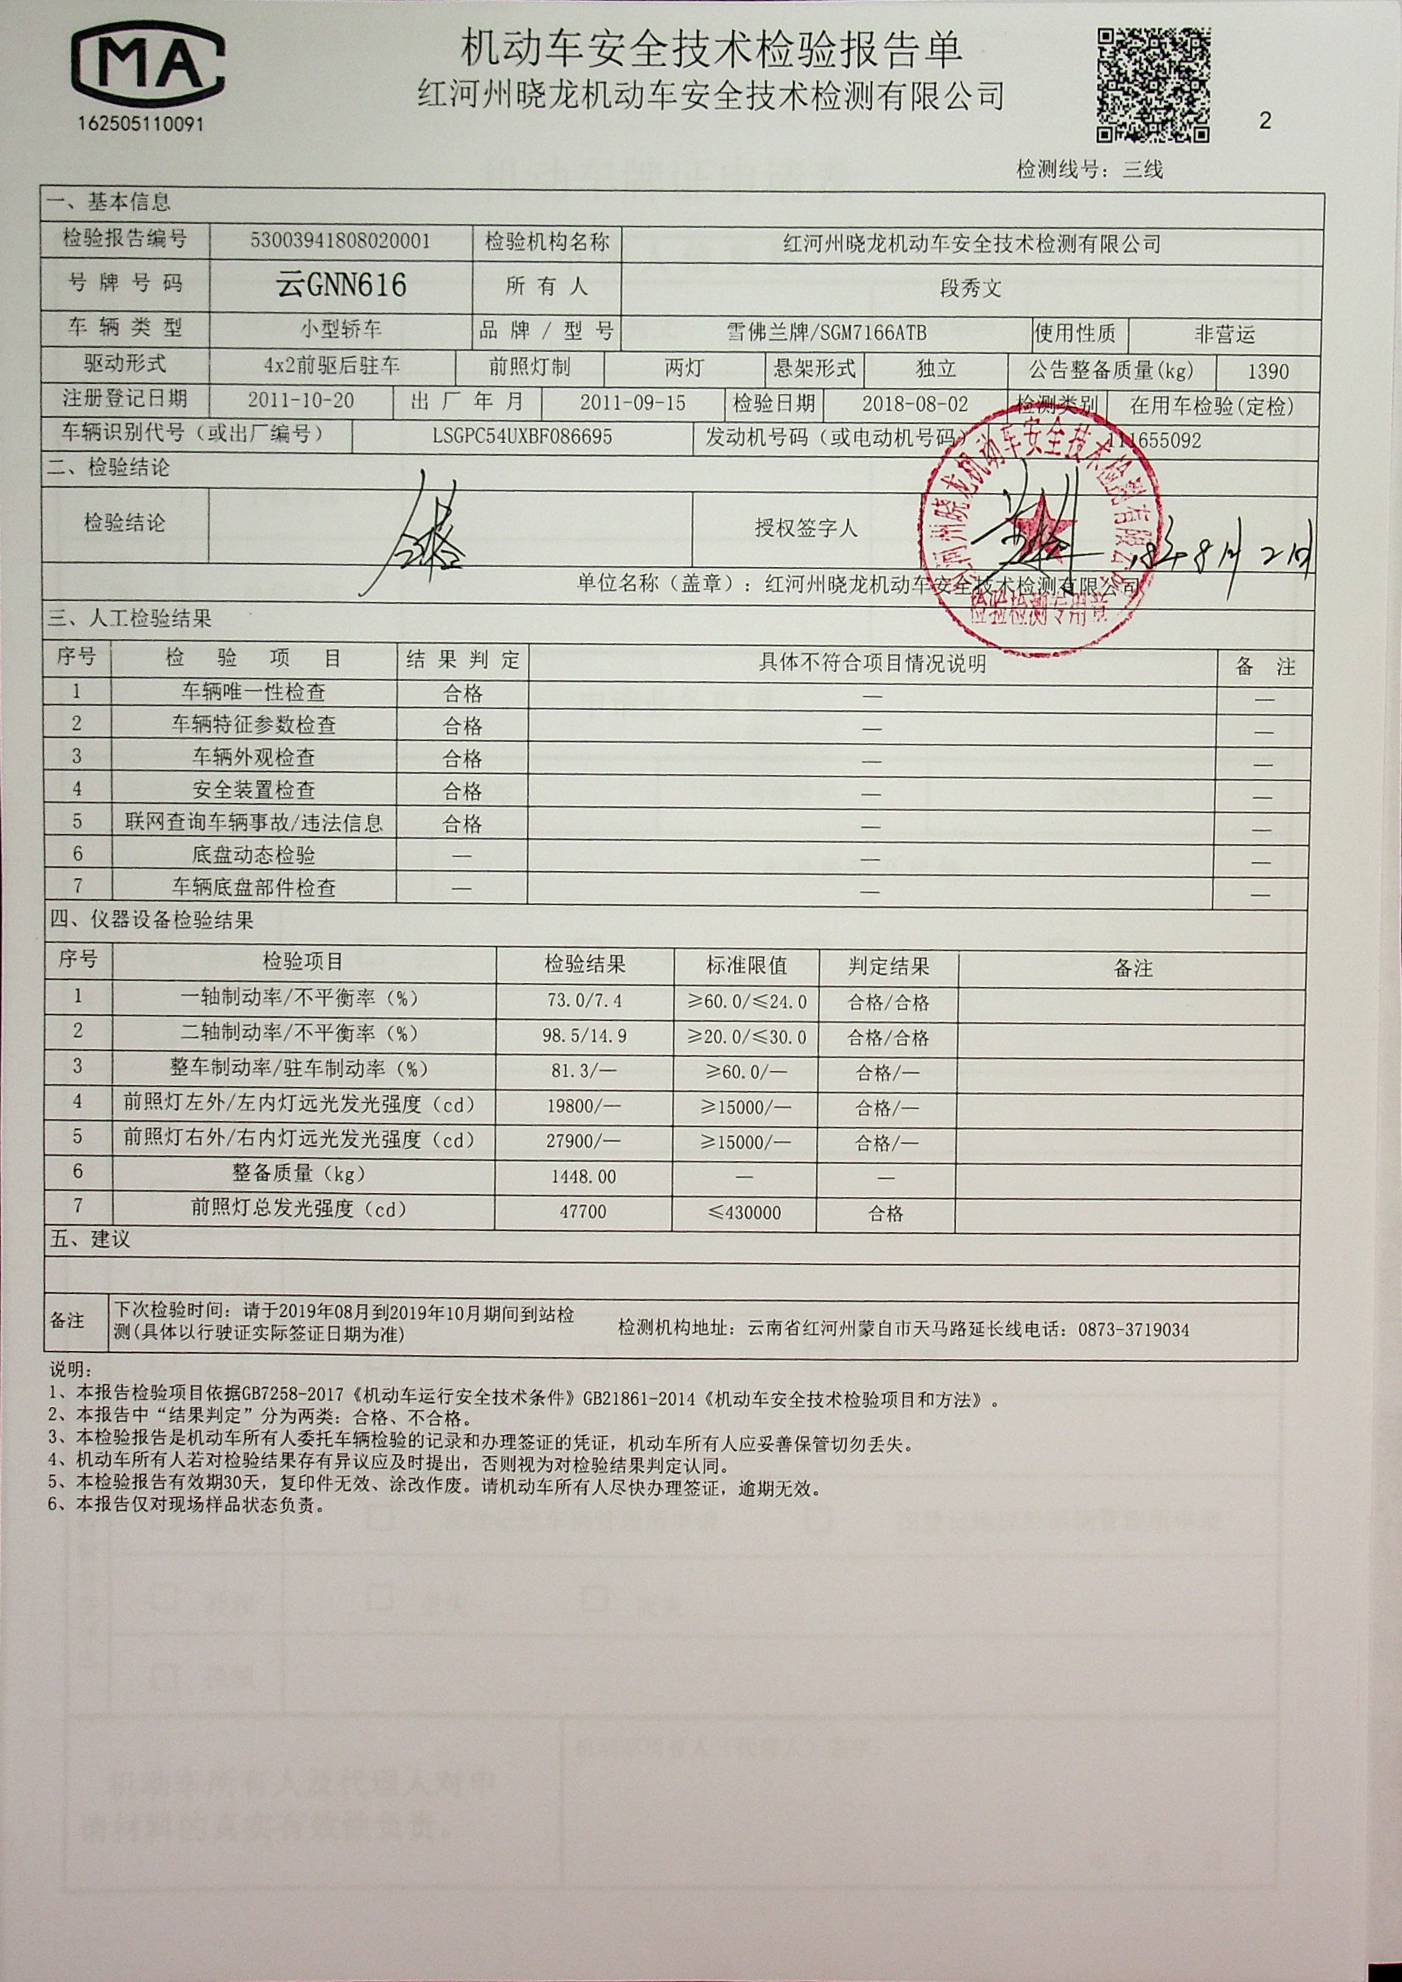 MA
162505110091
机动车安全技术检验报告单
红河州晓龙机动车安全技术检测有限公司
2
检测线号：三线
一、基本信息
检验报告编号 53003941808020001 检验机构名称 红河州晓龙机动车安全技术检测有限公司
号牌号码 云GNN616 所有人 段秀文
车辆类型 小型轿车 品牌/型号 雪佛兰牌/SGM7166ATB 使用性质 非营运
驱动形式 4x2前驱后驻车 前照灯制 两灯 悬架形式 独立 公告整备质量(kg) 1390
注册登记日期 2011-10-20 出厂年月 2011-09-15 检验日期 2018-08-02 检测类别 在用车检验(定检)
车辆识别代号（或出厂编号） LSGPC54UXBF086695 发动机号码（或电动机号码） 111655092
二、检验结论
检验结论 合格 授权签字人 18年8月2日
单位名称（盖章）：红河州晓龙机动车安全技术检测有限公司
红河州晓龙机动车安全技术检测有限公司
检验检测专用章
三、人工检验结果
序号 检验项目 结果判定 具体不符合项目情况说明 备注
1 车辆唯一性检查 合格 — —
2 车辆特征参数检查 合格 — —
3 车辆外观检查 合格 — —
4 安全装置检查 合格 — —
5 联网查询车辆事故/违法信息 合格 — —
6 底盘动态检验 — — —
7 车辆底盘部件检查 — — —
四、仪器设备检验结果
序号 检验项目 检验结果 标准限值 判定结果 备注
1 一轴制动率/不平衡率（%） 73.0/7.4 ≥60.0/≤24.0 合格/合格
2 二轴制动率/不平衡率（%） 98.5/14.9 ≥20.0/≤30.0 合格/合格
3 整车制动率/驻车制动率（%） 81.3/— ≥60.0/— 合格/—
4 前照灯左外/左内灯远光发光强度（cd） 19800/— ≥15000/— 合格/—
5 前照灯右外/右内灯远光发光强度（cd） 27900/— ≥15000/— 合格/—
6 整备质量（kg） 1448.00 — —
7 前照灯总发光强度（cd） 47700 ≤430000 合格
五、建议
备注 下次检验时间：请于2019年08月到2019年10月期间到站检
测(具体以行驶证实际签证日期为准) 检测机构地址：云南省红河州蒙自市天马路延长线电话：0873-3719034
说明：
1、本报告检验项目依据GB7258-2017《机动车运行安全技术条件》GB21861-2014《机动车安全技术检验项目和方法》。
2、本报告中“结果判定”分为两类：合格、不合格。
3、本检验报告是机动车所有人委托车辆检验的记录和办理签证的凭证，机动车所有人应妥善保管切勿丢失。
4、机动车所有人若对检验结果存有异议应及时提出，否则视为对检验结果判定认同。
5、本检验报告有效期30天，复印件无效、涂改作废。请机动车所有人尽快办理签证，逾期无效。
6、本报告仅对现场样品状态负责。